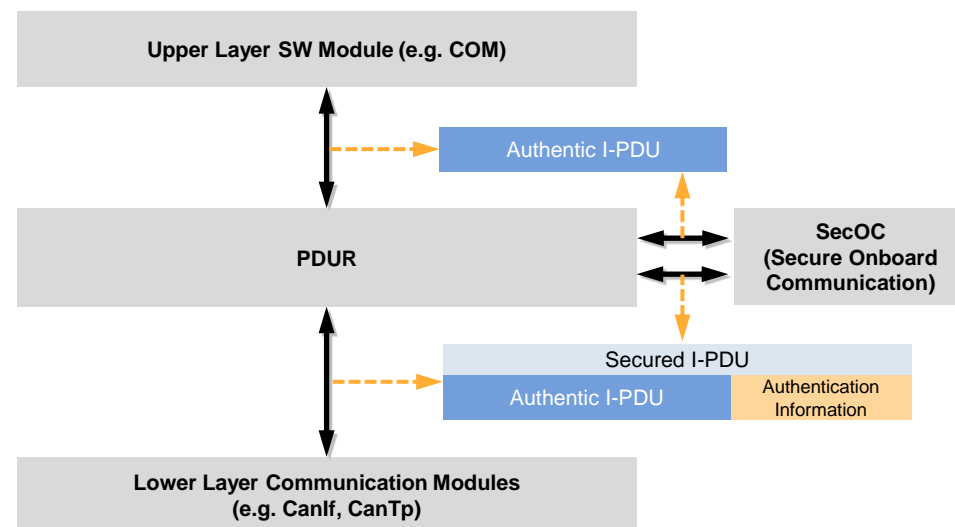 Upper Layer SW Module (e.g. COM)
Authentic I-PDU
PDUR
SecOC
(Secure Onboard
Communication)
Secured I-PDU
Authentic I-PDU
Authentication
Information
Lower Layer Communication Modules
(e.g. CanIf, CanTp)